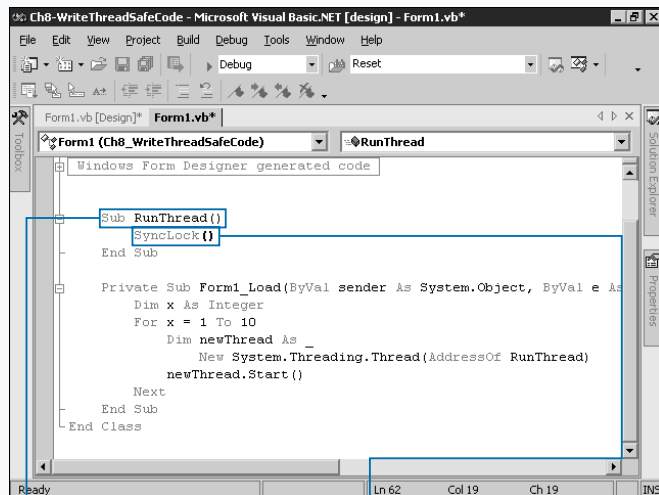 Ch8-WriteThreadSafeCode - Microsoft Visual Basic.NET [design] - Form1.vb*
File Edit View Project Build Debug Tools Window Help
Debug Reset
Form1.vb [Design]* Form1.vb*
Toolbox
Form1 (Ch8_WriteThreadSafeCode) RunThread
Solution Explorer
Properties
Windows Form Designer generated code
Sub RunThread()
SyncLock()
End Sub
Private Sub Form1_Load(ByVal sender As System.Object, ByVal e As
Dim x As Integer
For x = 1 To 10
Dim newThread As _
New System.Threading.Thread(AddressOf RunThread)
newThread.Start()
Next
End Sub
End Class
Ready Ln 62 Col 19 Ch 19 INS